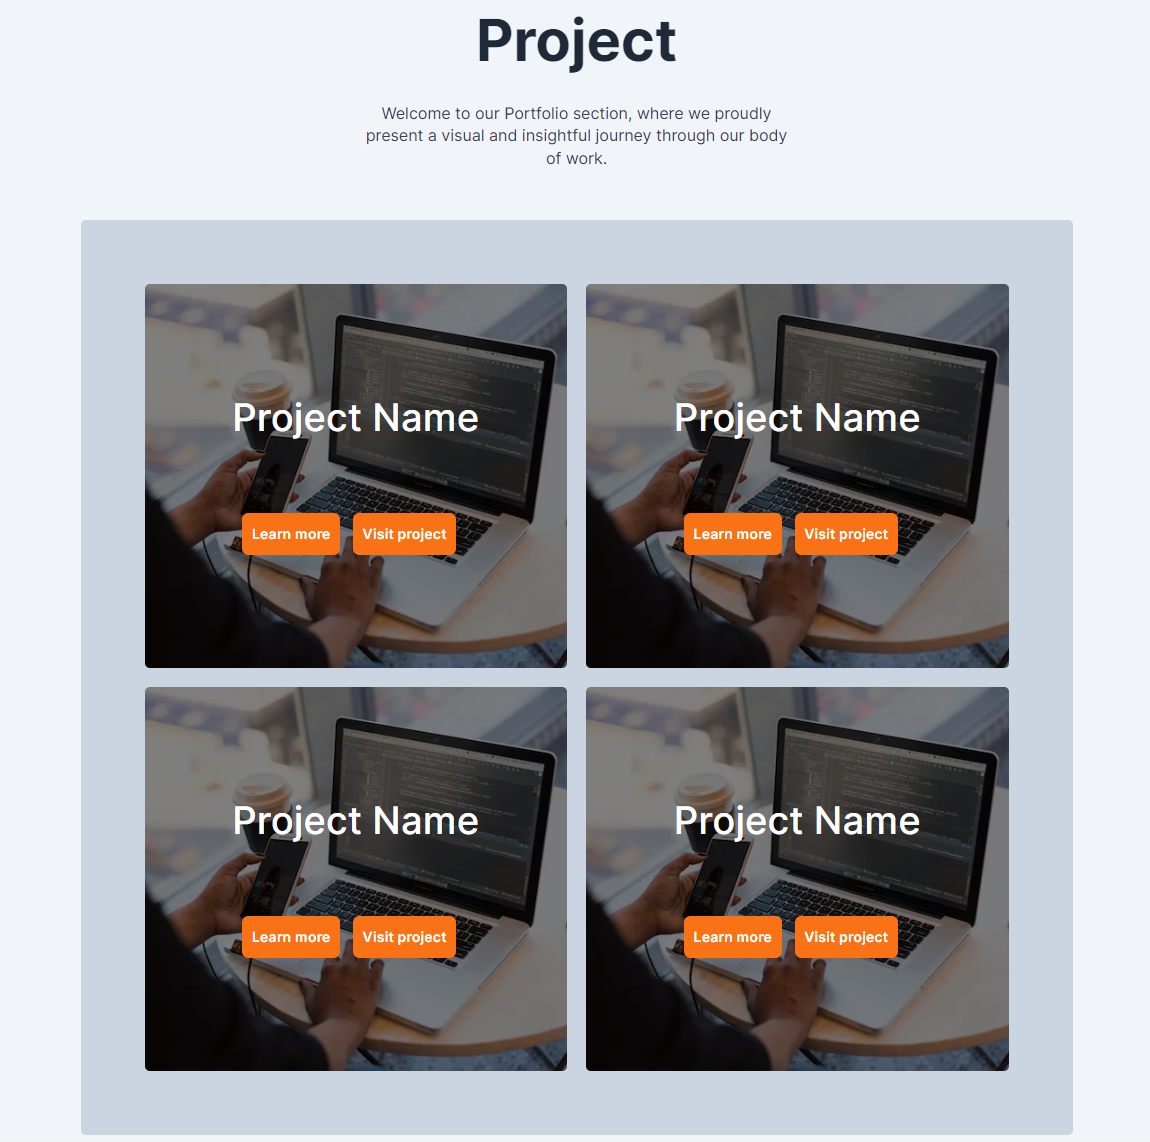 Project
Welcome to our Portfolio section, where we proudly
present a visual and insightful journey through our body
of work.
Project Name
Project Name
Learn more
Visit project
Learn more
Visit project
Project Name
Project Name
Learn more
Visit project
Learn more
Visit project